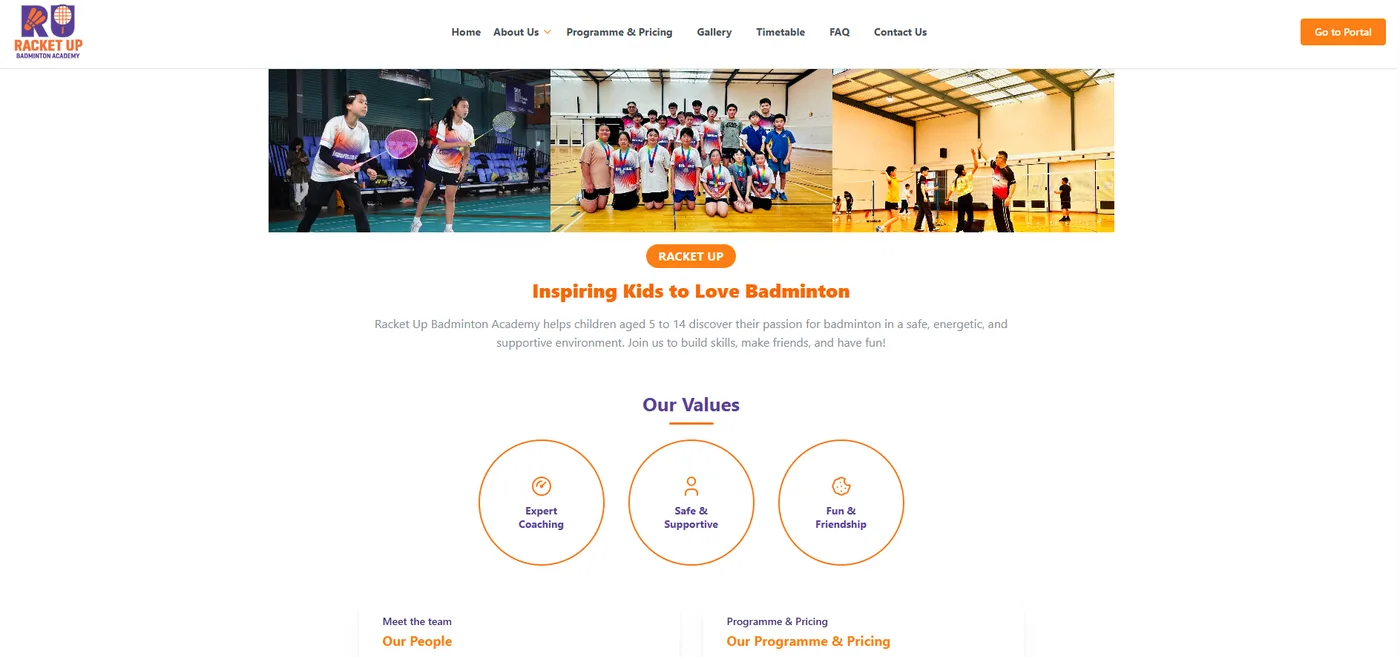 RU
RACKET UP
BADMINTON ACADEMY
Home
About Us
Programme & Pricing
Gallery
Timetable
FAQ
Contact Us
Go to Portal
RACKET UP
Inspiring Kids to Love Badminton
Racket Up Badminton Academy helps children aged 5 to 14 discover their passion for badminton in a safe, energetic, and
supportive environment. Join us to build skills, make friends, and have fun!
Our Values
Expert
Coaching
Safe &
Supportive
Fun &
Friendship
Meet the team
Our People
Programme & Pricing
Our Programme & Pricing